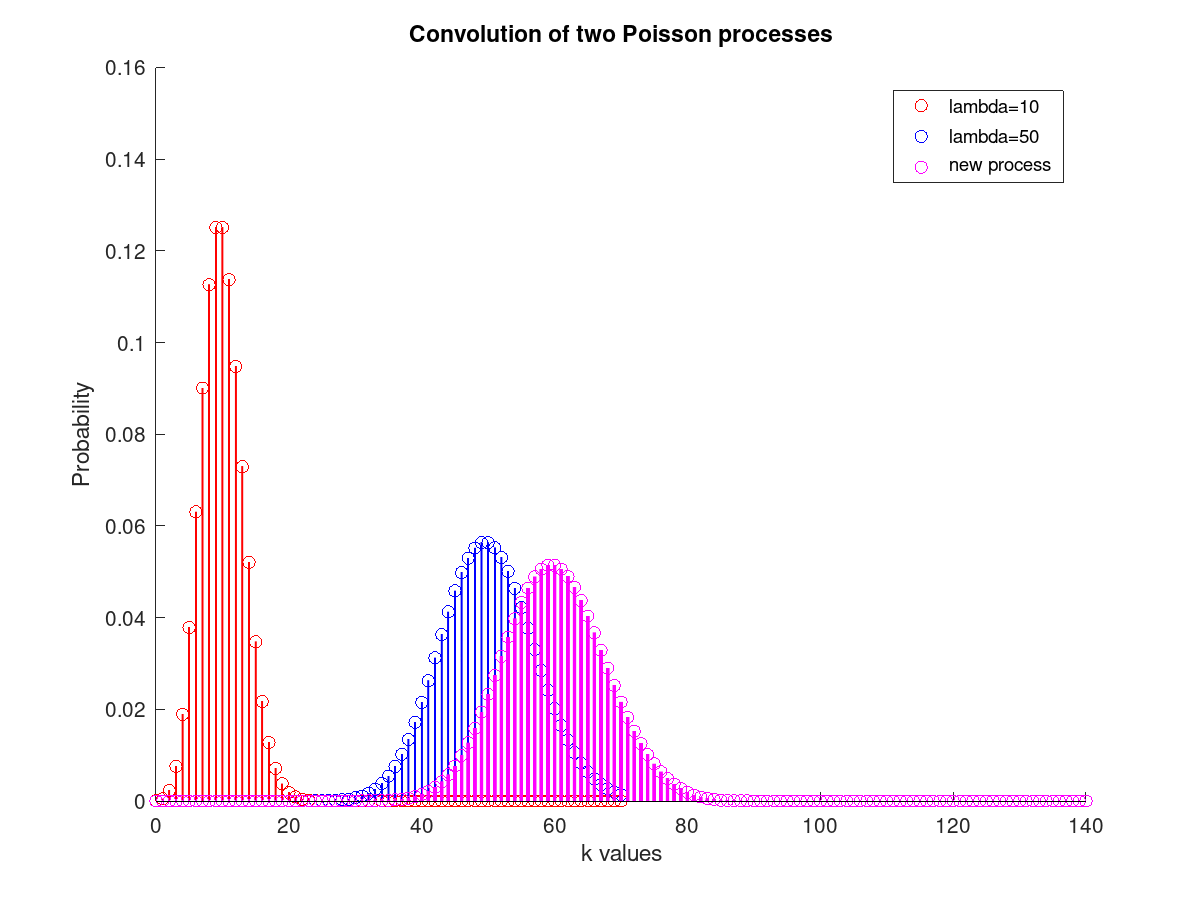 Convolution of two Poisson processes
0.16
0.14
0.12
0.1
0.08
0.06
0.04
0.02
0
Probability
lambda=10
lambda=50
new process
0 20 40 60 80 100 120 140
k values